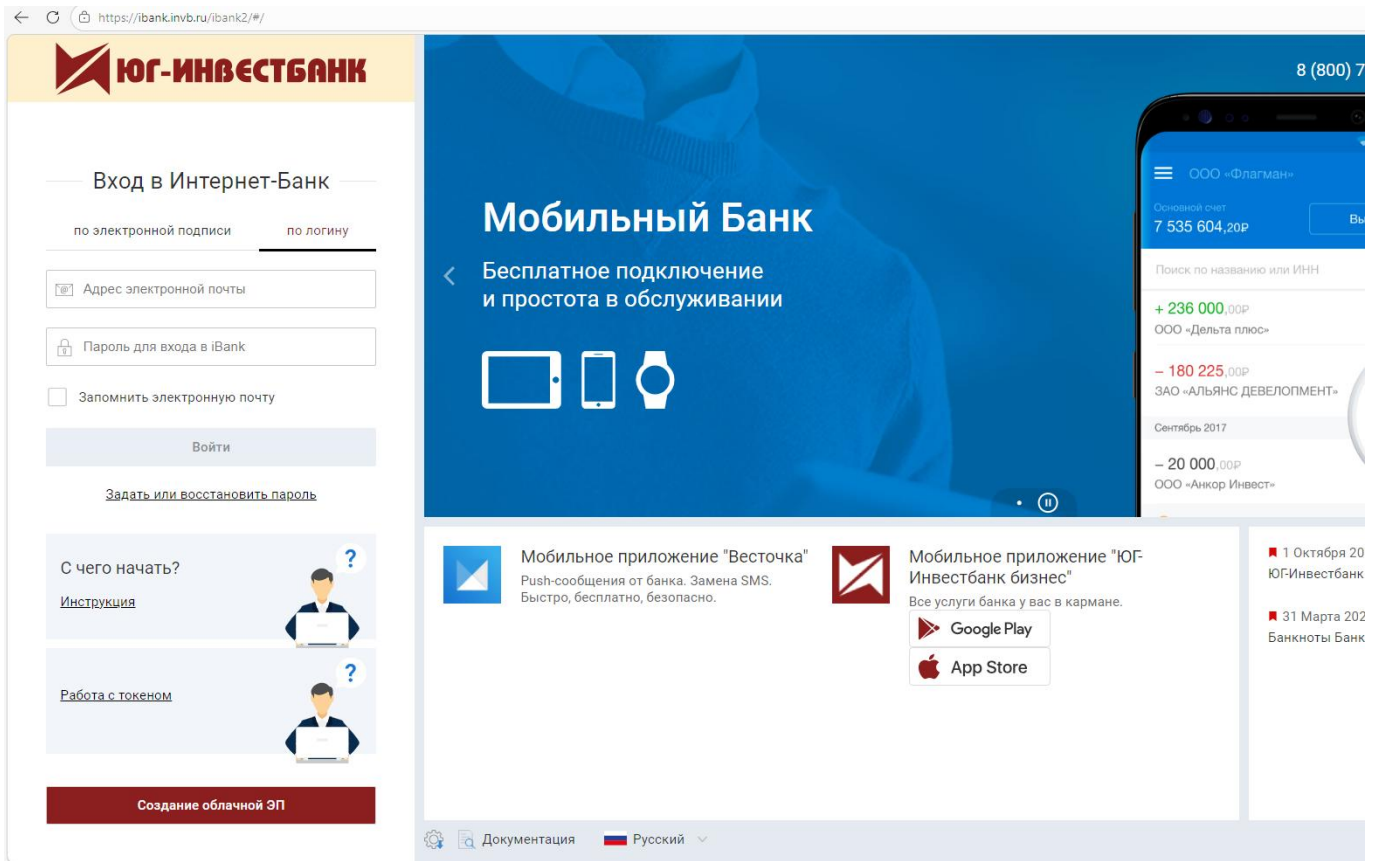 https://ibank.invb.ru/ibank2/#/
ЮГ-ИНВЕСТБАНК
Вход в Интернет-Банк
по электронной подписи
по логину
Адрес электронной почты
Пароль для входа в iBank
Запомнить электронную почту
Войти
Задать или восстановить пароль
С чего начать?
Инструкция
Работа с токеном
Создание облачной ЭП
8 (800) 7
Мобильный Банк
Бесплатное подключение
и простота в обслуживании
ООО «Флагман»
Основной счет
7 535 604,20₽
Вы
Поиск по названию или ИНН
+ 236 000,00₽
ООО «Дельта плюс»
– 180 225,00₽
ЗАО «АЛЬЯНС ДЕВЕЛОПМЕНТ»
Сентябрь 2017
– 20 000,00₽
ООО «Анкор Инвест»
Мобильное приложение "Весточка"
Push-сообщения от банка. Замена SMS.
Быстро, бесплатно, безопасно.
Мобильное приложение "ЮГ-
Инвестбанк бизнес"
Все услуги банка у вас в кармане.
Google Play
App Store
1 Октября 20
ЮГ-Инвестбанк
31 Марта 202
Банкноты Банк
Документация
Русский